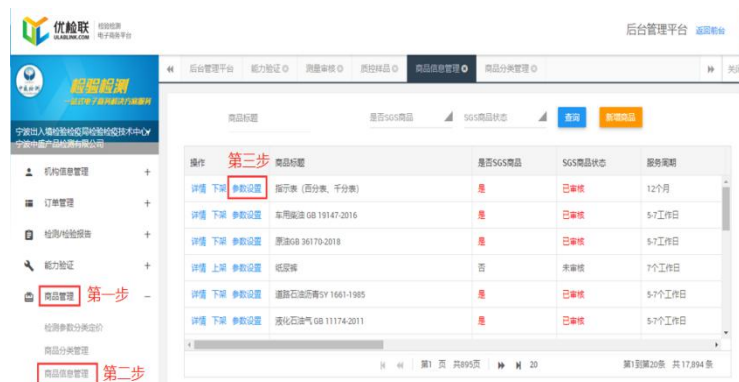 优检联 检验检测
ULABLINK.COM 电子商务平台
后台管理平台 返回前台
后台管理平台 能力验证 测量审核 质控样品 商品信息管理 商品分类管理
检验检测
一站式电子商务解决方案服务
宁波出入境检验检疫局检验检疫技术中心
宁波中盛产品检测有限公司
商品标题 是否SGS商品 SGS商品状态 查询 新增商品
机构信息管理 +
订单管理 +
检测/检验报告 +
能力验证 +
商品管理 第一步 −
检测参数分类定价
商品分类管理
商品信息管理 第二步
操作 第三步 商品标题 是否SGS商品 SGS商品状态 服务周期
详情 下架 参数设置 指示表（百分表、千分表） 是 已审核 12个月
详情 下架 参数设置 车用柴油 GB 19147-2016 是 已审核 5-7工作日
详情 下架 参数设置 原油GB 36170-2018 是 已审核 5-7工作日
详情 上架 参数设置 纸尿裤 否 未审核 7个工作日
详情 下架 参数设置 道路石油沥青SY 1661-1985 是 已审核 5-7个工作日
详情 下架 参数设置 液化石油气 GB 11174-2011 是 已审核 5-7个工作日
第1 页 共895页 20 第1到第20条 共17,894条